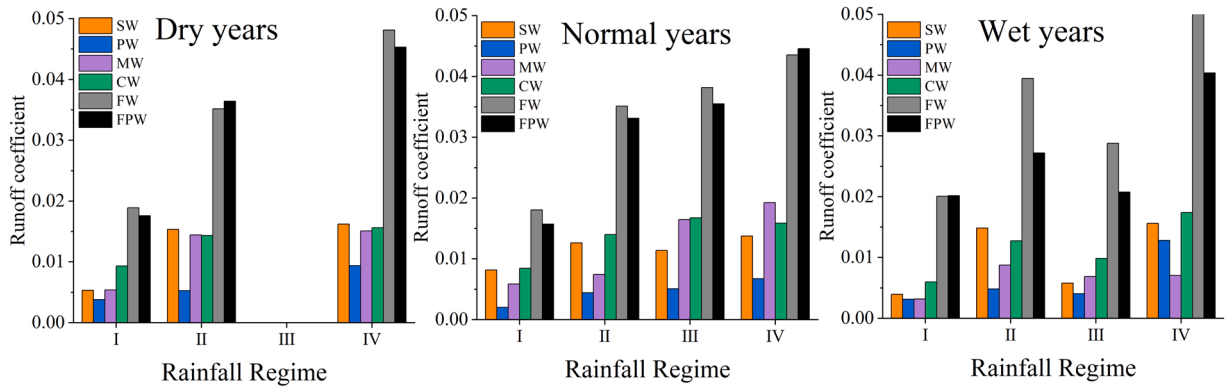 Dry years
SW
PW
MW
CW
FW
FPW
0.05
0.04
0.03
0.02
0.01
0.00
Runoff coefficient
I II III IV
Rainfall Regime
Normal years
SW
PW
MW
CW
FW
FPW
0.05
0.04
0.03
0.02
0.01
0.00
Runoff coefficient
I II III IV
Rainfall Regime
Wet years
SW
PW
MW
CW
FW
FPW
0.05
0.04
0.03
0.02
0.01
0.00
Runoff coefficient
I II III IV
Rainfall Regime